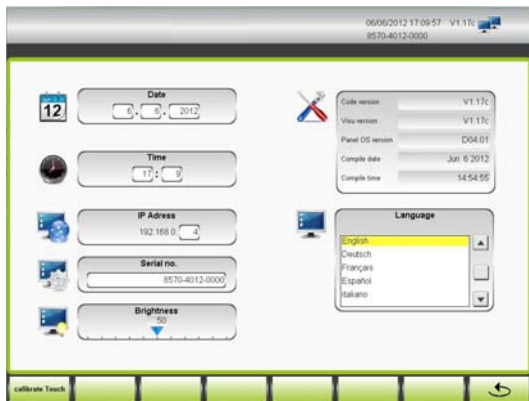 06/06/2012 17:09:57 V1.17c
8570-4012-0000
12
Date
6 . 6 . 2012
Time
17 : 9
IP Adress
192.168.0. 4
Serial no.
8570-4012-0000
Brightness
50
Code version V1.17c
Visu version V1.17c
Panel OS version D04.01
Compile date Jun 6 2012
Compile time 14:54:55
Language
English
Deutsch
Français
Español
italiano
calibrate Touch